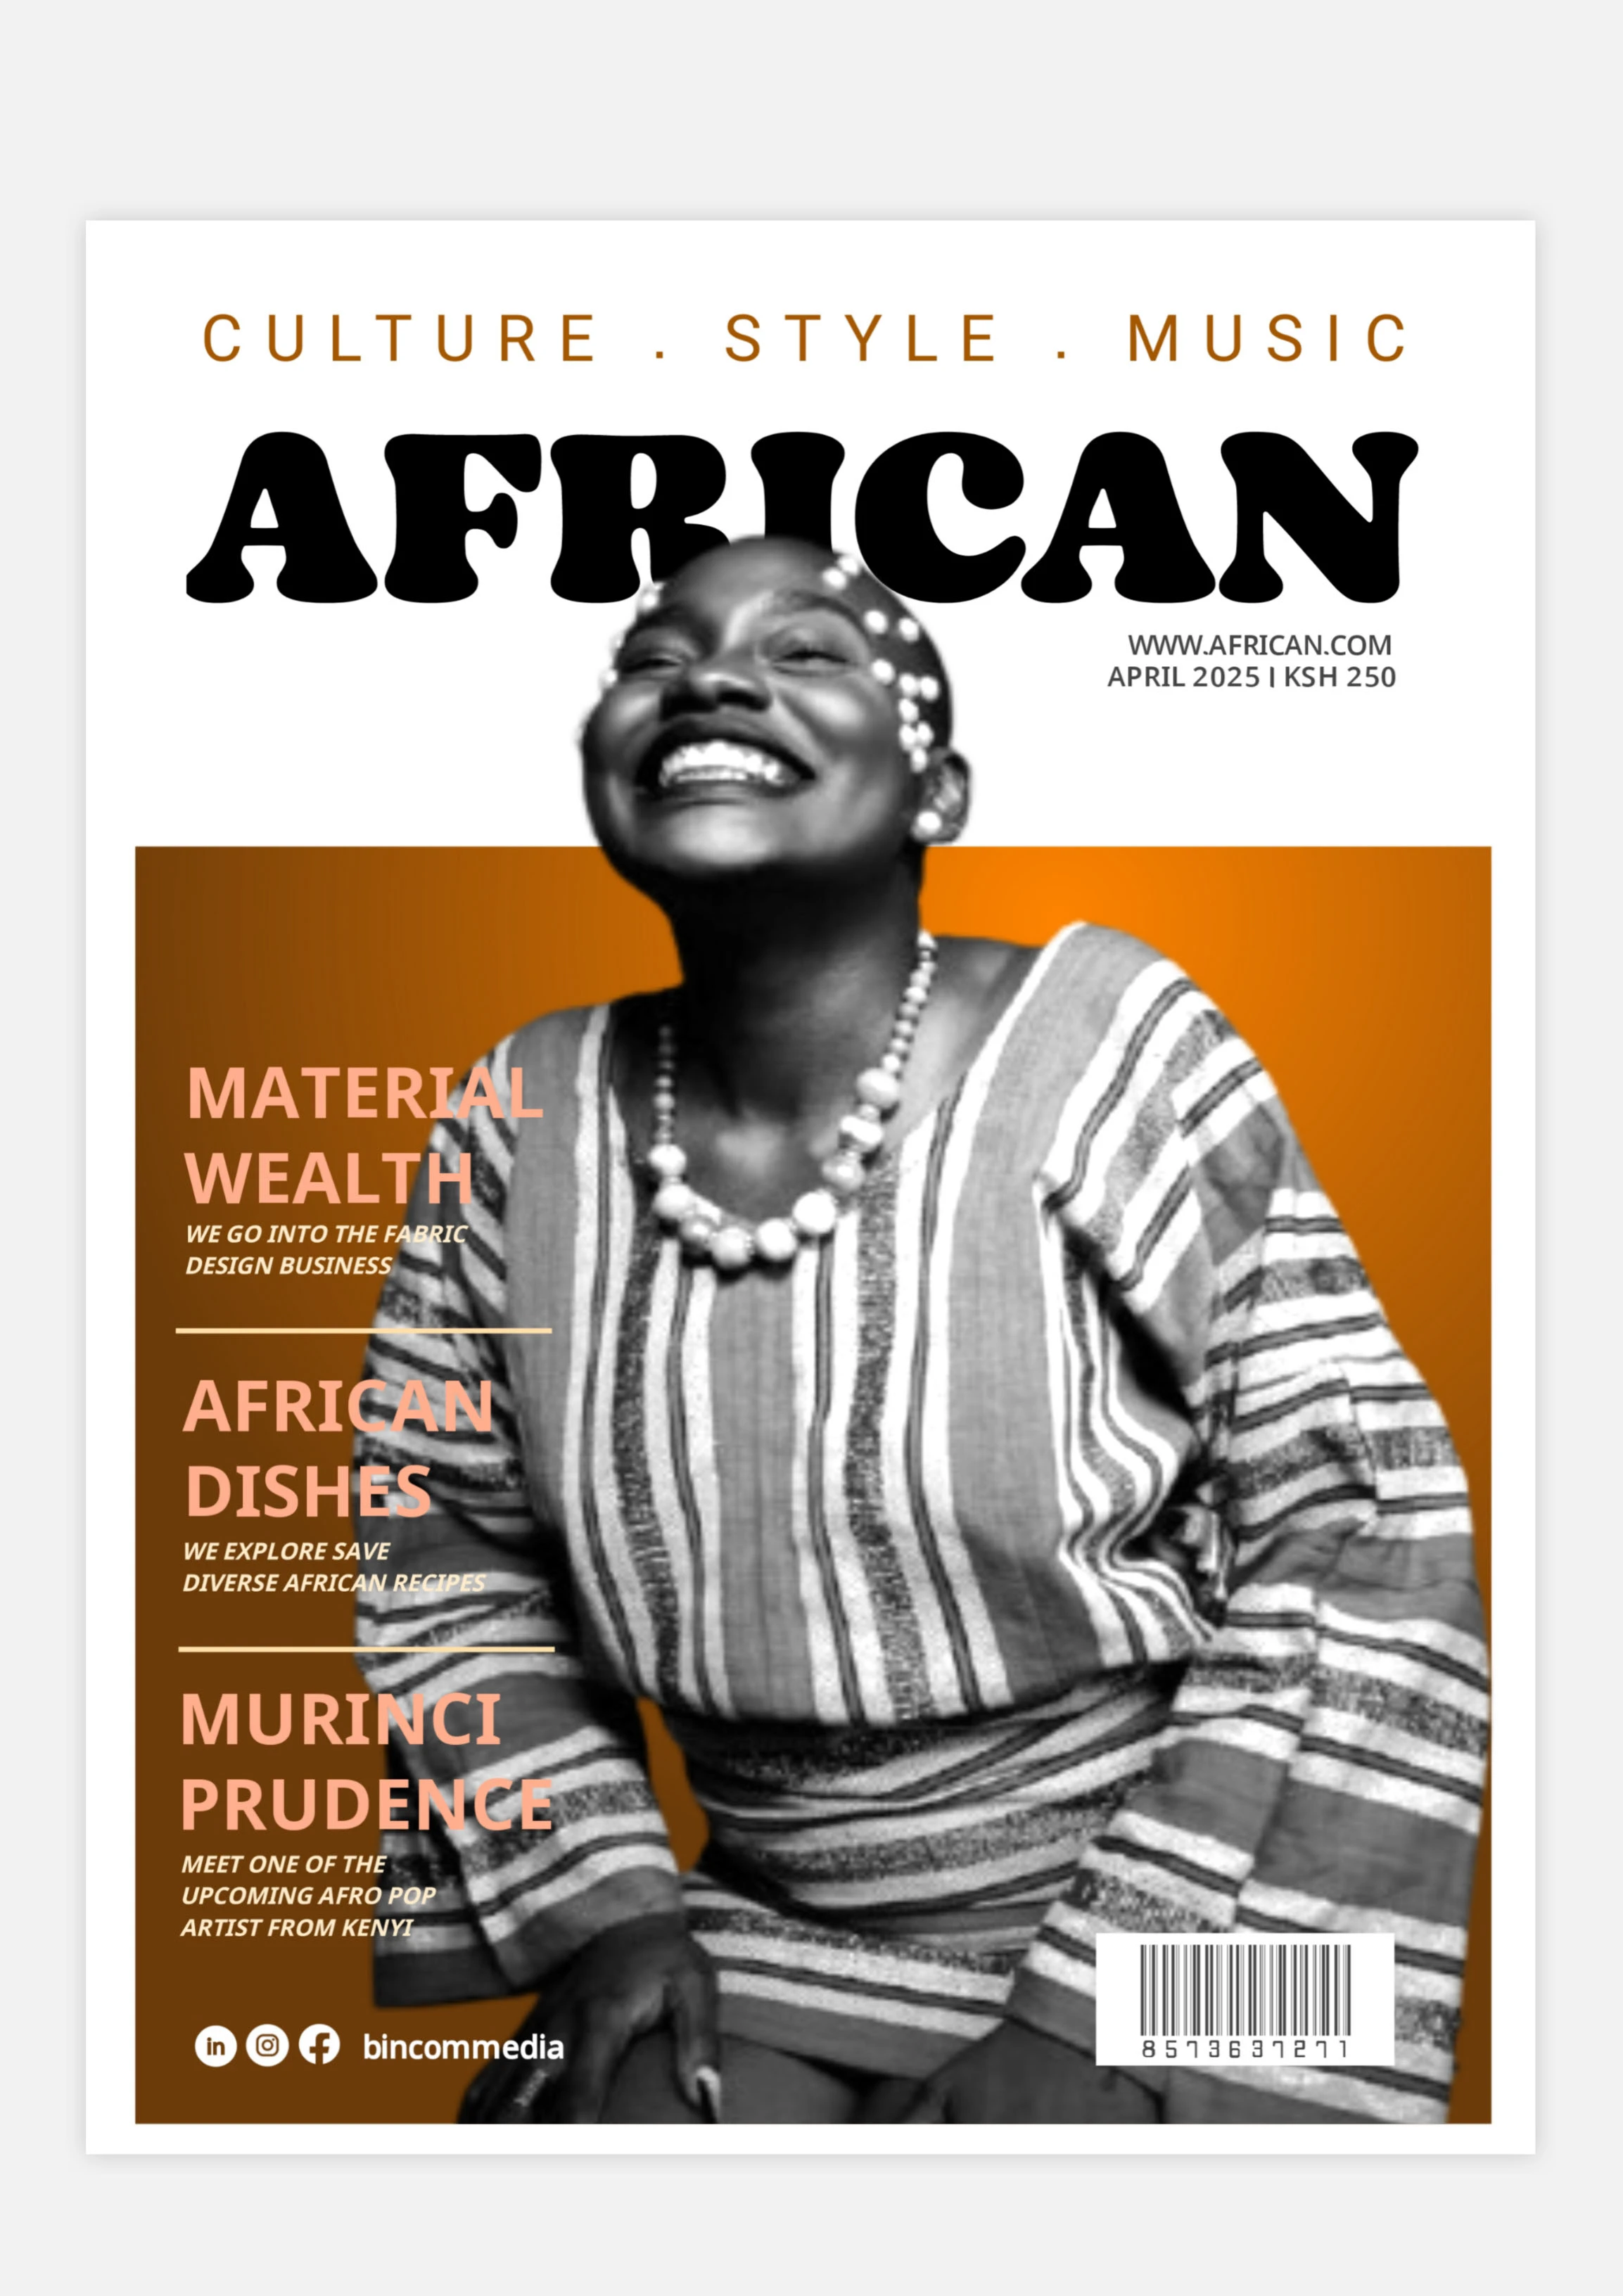 CULTURE . STYLE . MUSIC
AFRICAN
WWW.AFRICAN.COM
APRIL 2025 | KSH 250
MATERIAL
WEALTH
WE GO INTO THE FABRIC
DESIGN BUSINESS
AFRICAN
DISHES
WE EXPLORE SAVE
DIVERSE AFRICAN RECIPES
MURINCI
PRUDENCE
MEET ONE OF THE
UPCOMING AFRO POP
ARTIST FROM KENYI
in bincommedia
8573637271